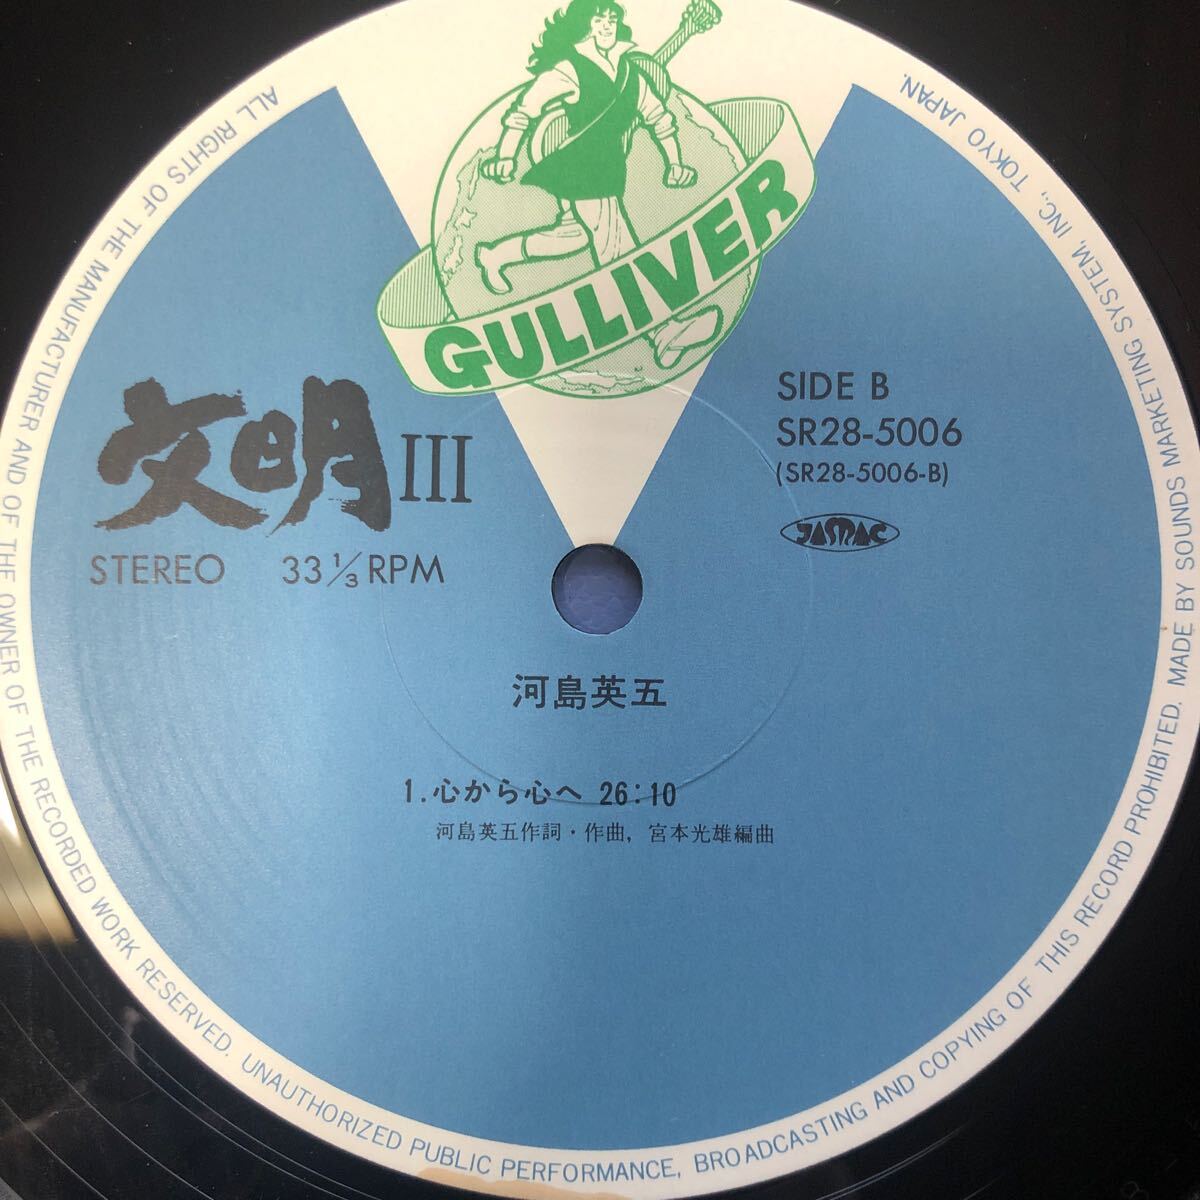 GULLIVER
文明III
STEREO 33 1/3 RPM
SIDE B
SR28-5006
(SR28-5006-B)
JASRAC
河島英五
1.心から心へ 26:10
河島英五作詞・作曲, 宮本光雄編曲
ALL RIGHTS OF THE MANUFACTURER AND OF THE OWNER OF THE RECORDED WORK RESERVED. UNAUTHORIZED PUBLIC PERFORMANCE, BROADCASTING AND COPYING OF THIS RECORD PROHIBITED. MADE BY SOUNDS MARKETING SYSTEM, INC., TOKYO JAPAN.